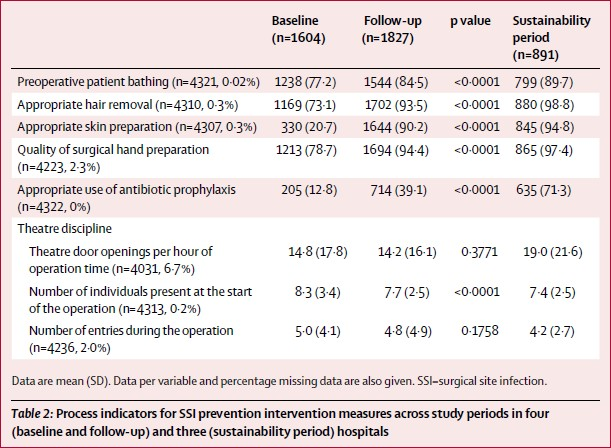 Baseline (n=1604) Follow-up (n=1827) p value Sustainability period (n=891)
Preoperative patient bathing (n=4321, 0·02%) 1238 (77·2) 1544 (84·5) <0·0001 799 (89·7)
Appropriate hair removal (n=4310, 0·3%) 1169 (73·1) 1702 (93·5) <0·0001 880 (98·8)
Appropriate skin preparation (n=4307, 0·3%) 330 (20·7) 1644 (90·2) <0·0001 845 (94·8)
Quality of surgical hand preparation 1213 (78·7) 1694 (94·4) <0·0001 865 (97·4)
(n=4223, 2·3%)
Appropriate use of antibiotic prophylaxis 205 (12·8) 714 (39·1) <0·0001 635 (71·3)
(n=4322, 0%)
Theatre discipline
Theatre door openings per hour of 14·8 (17·8) 14·2 (16·1) 0·3771 19·0 (21·6)
operation time (n=4031, 6·7%)
Number of individuals present at the start 8·3 (3·4) 7·7 (2·5) <0·0001 7·4 (2·5)
of the operation (n=4313, 0·2%)
Number of entries during the operation 5·0 (4·1) 4·8 (4·9) 0·1758 4·2 (2·7)
(n=4236, 2·0%)
Data are mean (SD). Data per variable and percentage missing data are also given. SSI=surgical site infection.
Table 2: Process indicators for SSI prevention intervention measures across study periods in four
(baseline and follow-up) and three (sustainability period) hospitals